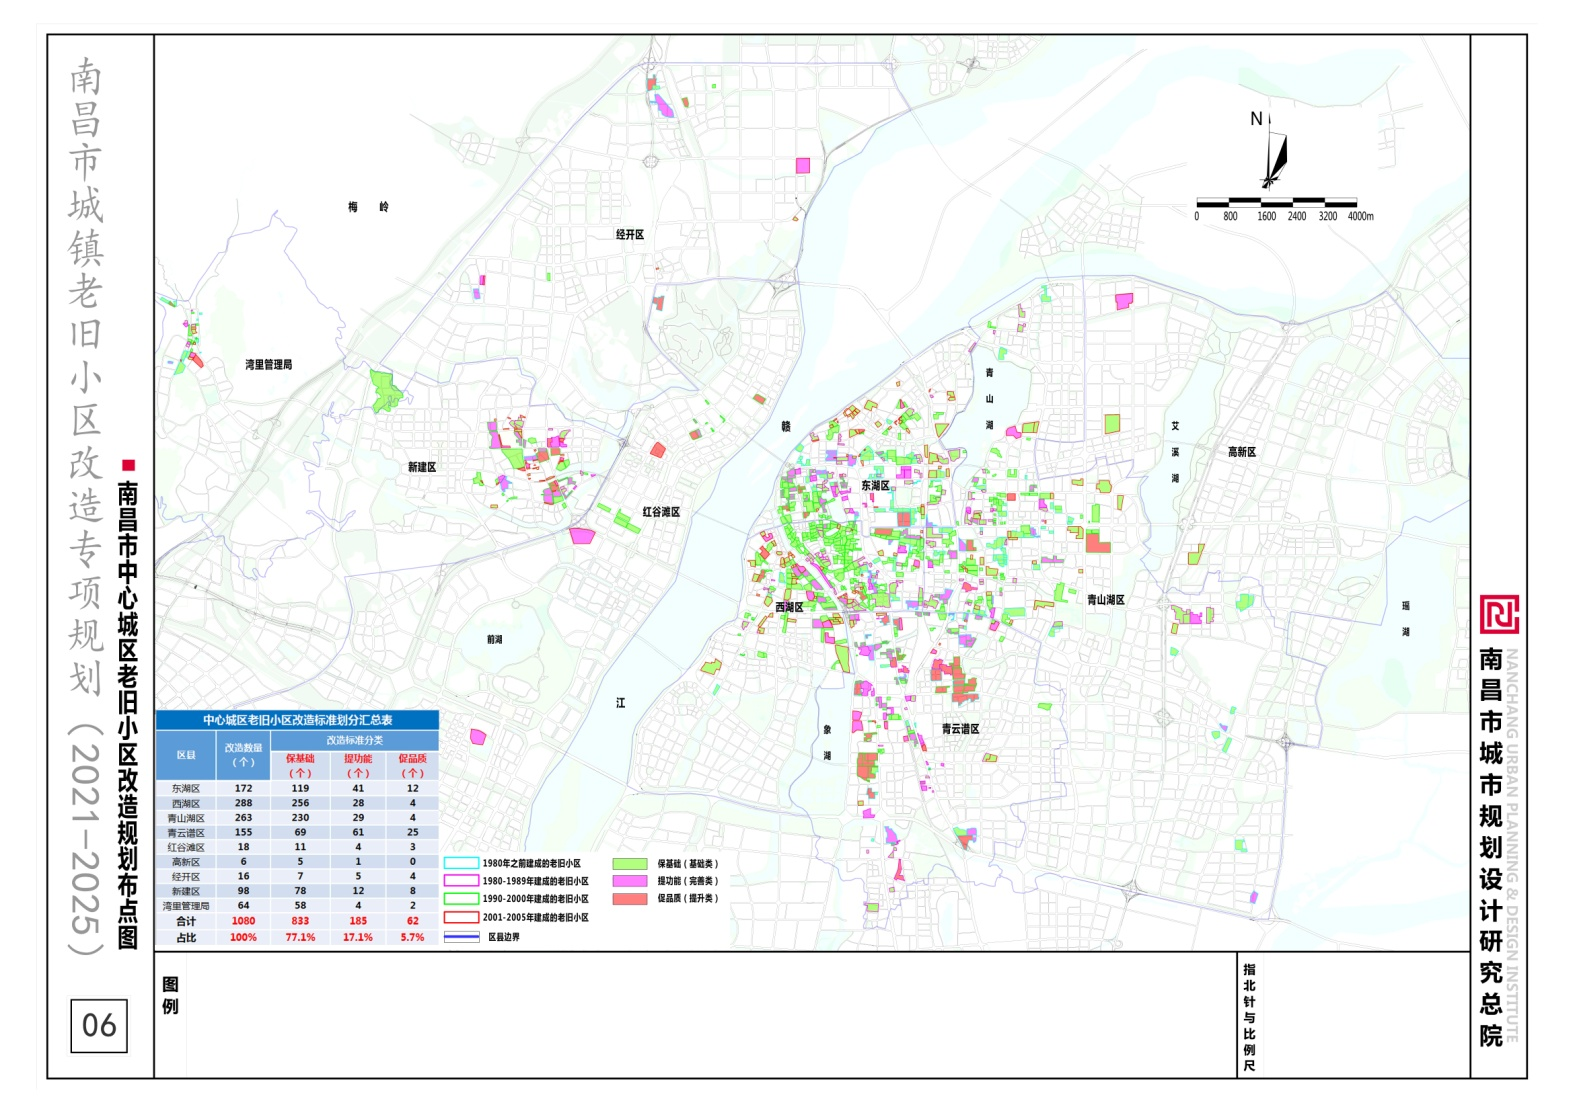 南昌市城镇老旧小区改造专项规划（2021-2025）
南昌市中心城区老旧小区改造规划布点图
06
梅 岭
经开区
湾里管理局
新建区
红谷滩区
前湖
赣
江
青山湖
艾溪湖
高新区
东湖区
西湖区
青山湖区
瑶湖
象湖
青云谱区
N
0 800 1600 2400 3200 4000m
中心城区老旧小区改造标准划分汇总表
区县 改造数量（个） 改造标准分类
保基础（个） 提功能（个） 促品质（个）
东湖区 172 119 41 12
西湖区 288 256 28 4
青山湖区 263 230 29 4
青云谱区 155 69 61 25
红谷滩区 18 11 4 3
高新区 6 5 1 0
经开区 16 7 5 4
新建区 98 78 12 8
湾里管理局 64 58 4 2
合计 1080 833 185 62
占比 100% 77.1% 17.1% 5.7%
1980年之前建成的老旧小区
1980-1989年建成的老旧小区
1990-2000年建成的老旧小区
2001-2005年建成的老旧小区
区县边界
保基础（基础类）
提功能（完善类）
促品质（提升类）
图例
指北针与比例尺
南昌市城市规划设计研究总院
NANCHANG URBAN PLANNING & DESIGN INSTITUTE